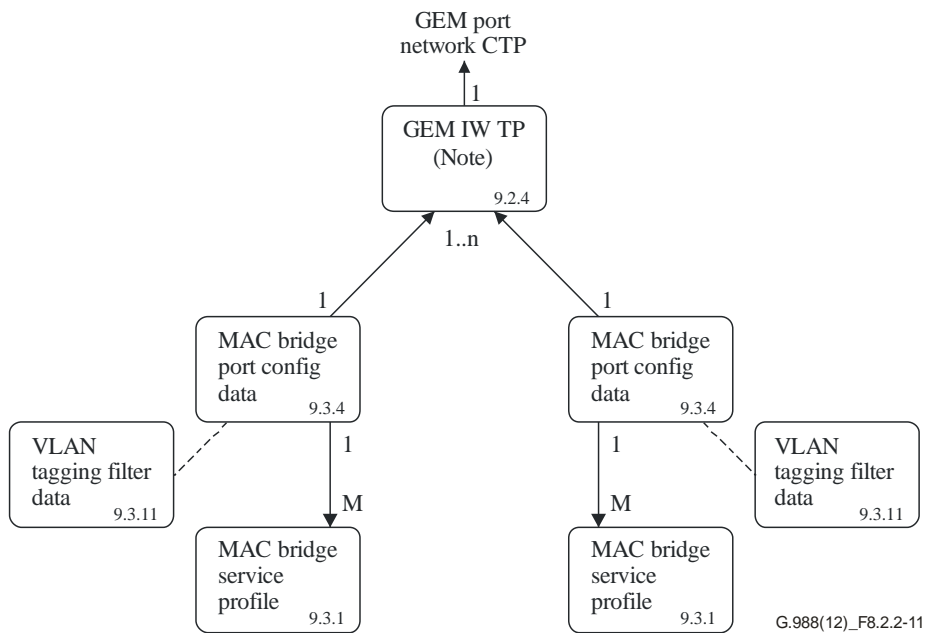 GEM port
network CTP
1
GEM IW TP
(Note)
9.2.4
1..n
1
1
MAC bridge
port config
data
9.3.4
MAC bridge
port config
data
9.3.4
VLAN
tagging filter
data
9.3.11
1
1
VLAN
tagging filter
data
9.3.11
M
M
MAC bridge
service
profile
9.3.1
MAC bridge
service
profile
9.3.1
G.988(12)_F8.2.2-11